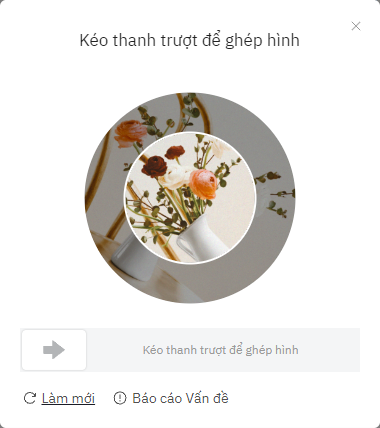 Kéo thanh trượt để ghép hình
Kéo thanh trượt để ghép hình
Làm mới
Báo cáo Vấn đề